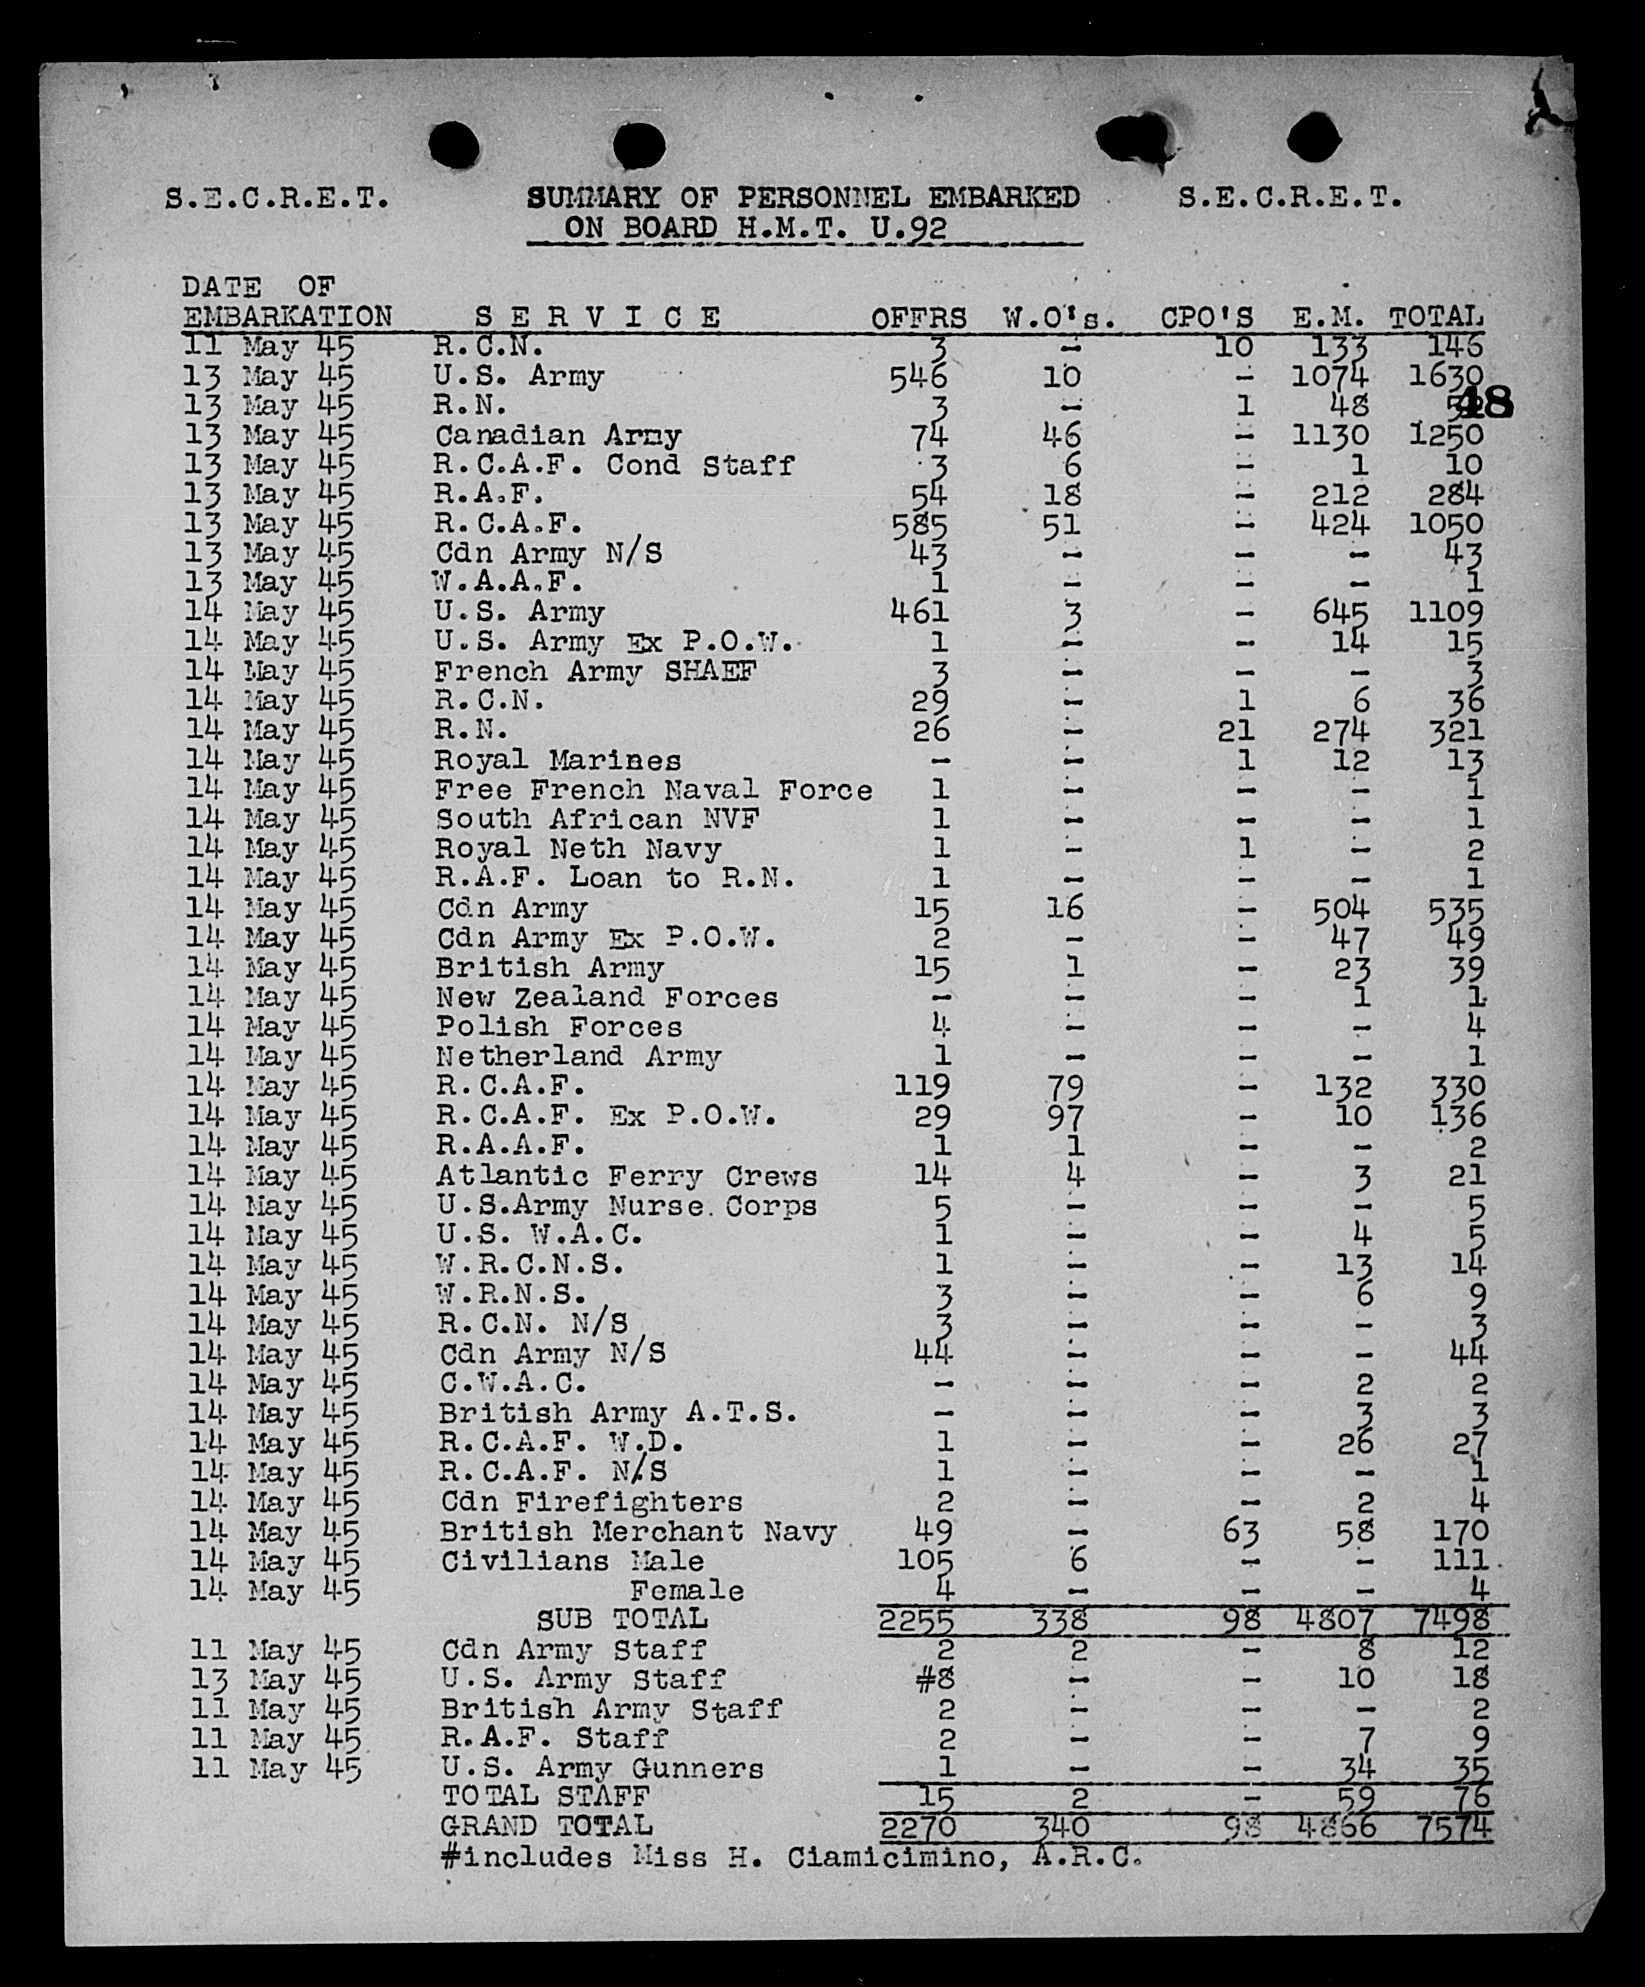 S.E.C.R.E.T. SUMMARY OF PERSONNEL EMBARKED S.E.C.R.E.T.
ON BOARD H.M.T. U.92
DATE OF
EMBARKATION S E R V I C E OFFRS W.O's. CPO'S E.M. TOTAL
11 May 45 R.C.N. 3 - 10 133 146
13 May 45 U.S. Army 546 10 - 1074 1630
13 May 45 R.N. 3 - 1 48 48
13 May 45 Canadian Army 74 46 - 1130 1250
13 May 45 R.C.A.F. Cond Staff 3 6 - 1 10
13 May 45 R.A.F. 54 18 - 212 284
13 May 45 R.C.A.F. 585 51 - 424 1050
13 May 45 Cdn Army N/S 43 - - - 43
13 May 45 W.A.A.F. 1 - - - 1
14 May 45 U.S. Army 461 3 - 645 1109
14 May 45 U.S. Army Ex P.O.W. 1 - - 14 15
14 May 45 French Army SHAEF 3 - - - 3
14 May 45 R.C.N. 29 - 1 6 36
14 May 45 R.N. 26 - 21 274 321
14 May 45 Royal Marines - - 1 12 13
14 May 45 Free French Naval Force 1 - - - 1
14 May 45 South African NVF 1 - - - 1
14 May 45 Royal Neth Navy 1 - 1 - 2
14 May 45 R.A.F. Loan to R.N. 1 - - - 1
14 May 45 Cdn Army 15 16 - 504 535
14 May 45 Cdn Army Ex P.O.W. 2 - - 47 49
14 May 45 British Army 15 1 - 23 39
14 May 45 New Zealand Forces - - - 1 1
14 May 45 Polish Forces 4 - - - 4
14 May 45 Netherland Army 1 - - - 1
14 May 45 R.C.A.F. 119 79 - 132 330
14 May 45 R.C.A.F. Ex P.O.W. 29 97 - 10 136
14 May 45 R.A.A.F. 1 1 - - 2
14 May 45 Atlantic Ferry Crews 14 4 - 3 21
14 May 45 U.S.Army Nurse Corps 5 - - - 5
14 May 45 U.S. W.A.C. 1 - - 4 5
14 May 45 W.R.C.N.S. 1 - - 13 14
14 May 45 W.R.N.S. 3 - - 6 9
14 May 45 R.C.N. N/S 3 - - - 3
14 May 45 Cdn Army N/S 44 - - - 44
14 May 45 C.W.A.C. - - - 2 2
14 May 45 British Army A.T.S. - - - 3 3
14 May 45 R.C.A.F. W.D. 1 - - 26 27
14 May 45 R.C.A.F. N/S 1 - - - 1
14 May 45 Cdn Firefighters 2 - - 2 4
14 May 45 British Merchant Navy 49 - 63 58 170
14 May 45 Civilians Male 105 6 - - 111
14 May 45 Female 4 - - - 4
SUB TOTAL 2255 338 98 4807 7498
11 May 45 Cdn Army Staff 2 2 - 8 12
13 May 45 U.S. Army Staff #8 - - 10 18
11 May 45 British Army Staff 2 - - - 2
11 May 45 R.A.F. Staff 2 - - 7 9
11 May 45 U.S. Army Gunners 1 - - 34 35
TOTAL STAFF 15 2 - 59 76
GRAND TOTAL 2270 340 98 4866 7574
#includes Miss H. Ciamicimino, A.R.C.